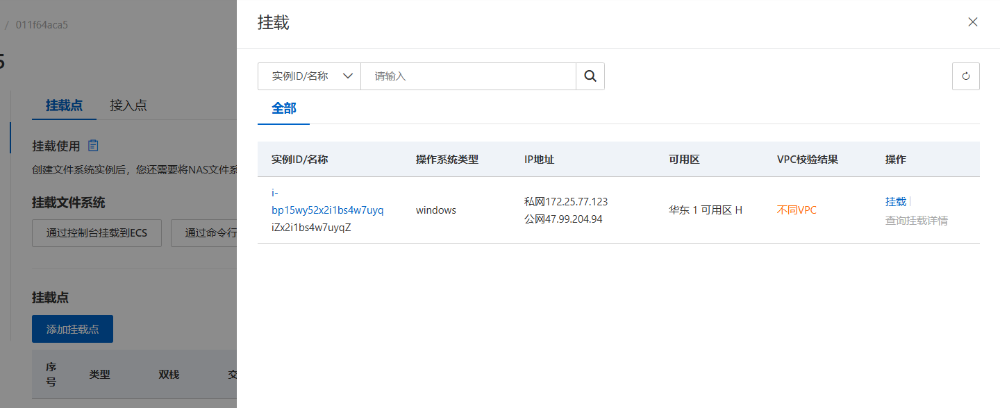 / 011f64aca5
5
挂载点
接入点
挂载使用
创建文件系统实例后，您还需要将NAS文件系
挂载文件系统
通过控制台挂载到ECS
通过命令行
挂载点
添加挂载点
序号
类型
双栈
交
挂载
实例ID/名称
请输入
全部
实例ID/名称
操作系统类型
IP地址
可用区
VPC校验结果
操作
i-
bp15wy52x2i1bs4w7uyq
iZx2i1bs4w7uyqZ
windows
私网172.25.77.123
公网47.99.204.94
华东 1 可用区 H
不同VPC
挂载
查询挂载详情